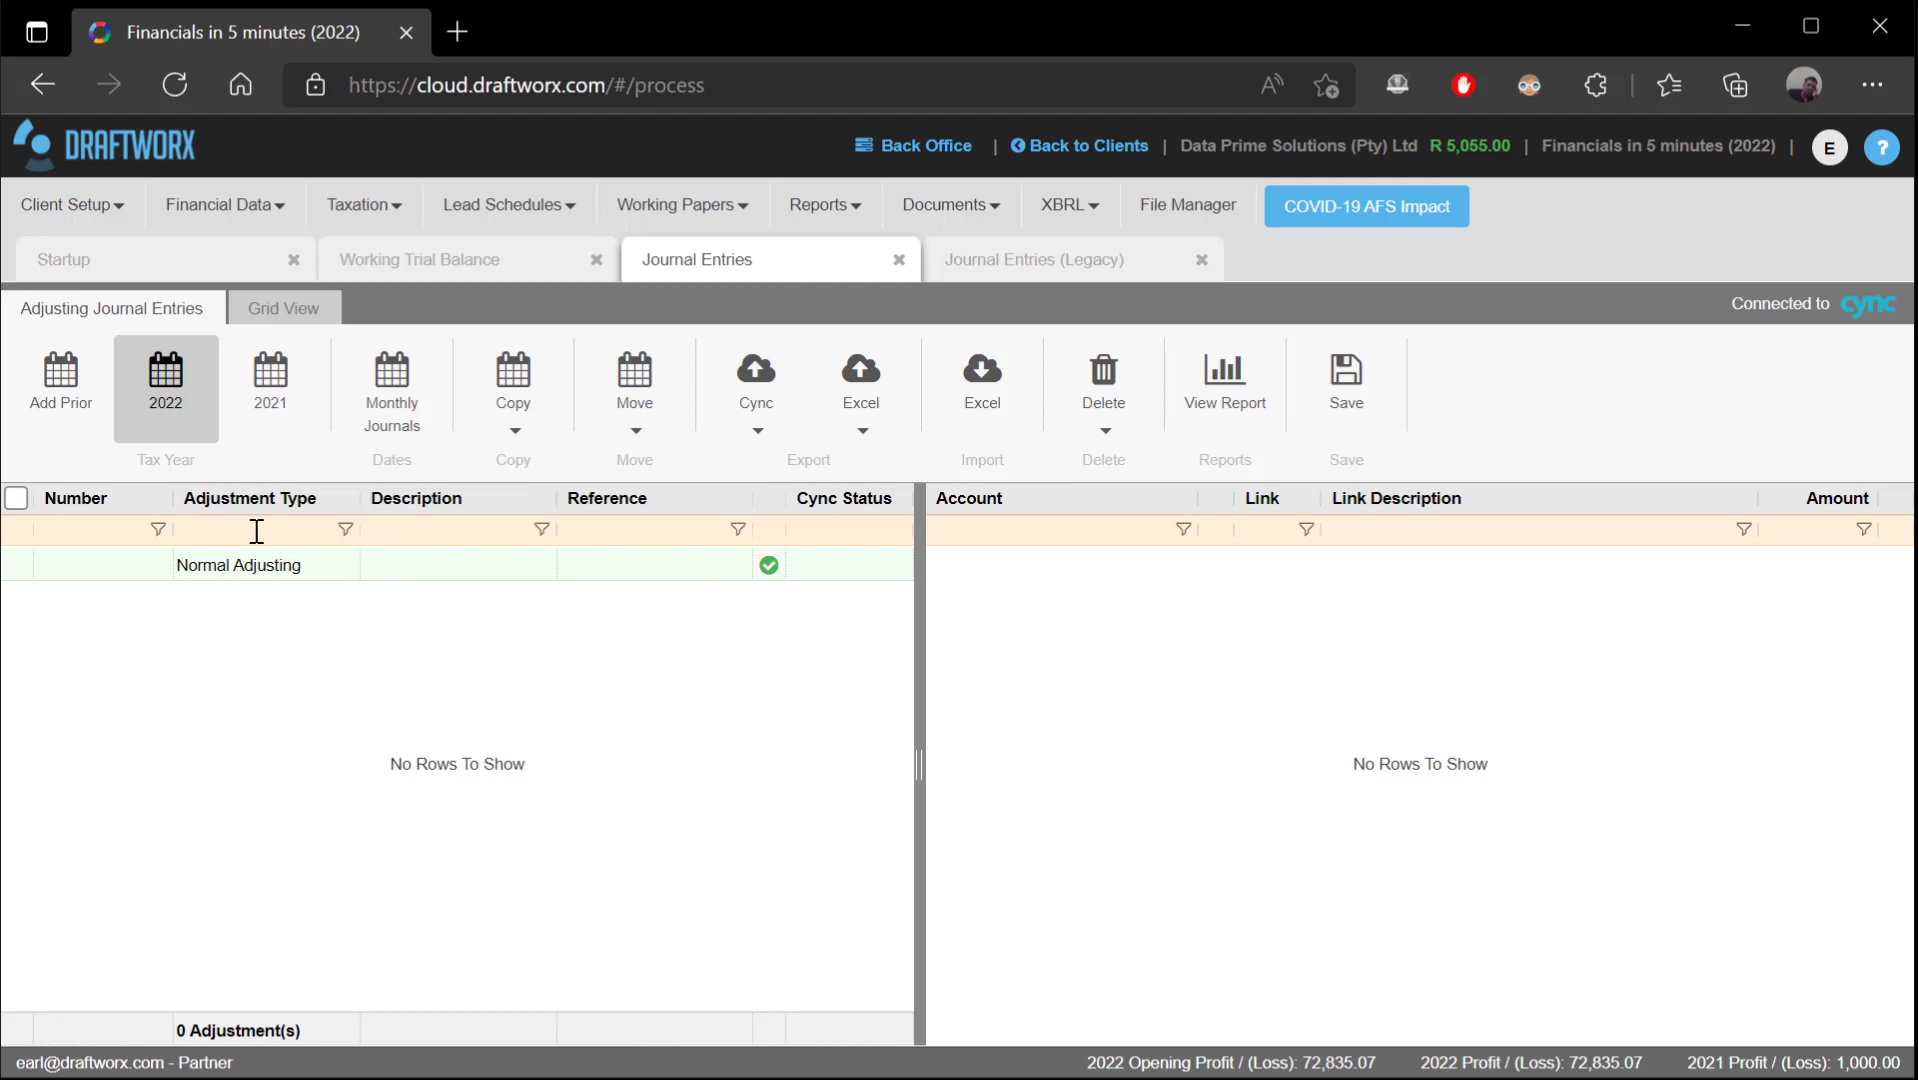 Financials in 5 minutes (2022)
https://cloud.draftworx.com/#/process
DRAFTWORX
Back Office | Back to Clients | Data Prime Solutions (Pty) Ltd R 5,055.00 | Financials in 5 minutes (2022) | E ?
Client Setup Financial Data Taxation Lead Schedules Working Papers Reports Documents XBRL File Manager COVID-19 AFS Impact
Startup Working Trial Balance Journal Entries Journal Entries (Legacy)
Adjusting Journal Entries Grid View Connected to cync
Add Prior 2022 2021 Monthly Journals Copy Move Cync Excel Excel Delete View Report Save
Tax Year Dates Copy Move Export Import Delete Reports Save
Number Adjustment Type Description Reference Cync Status Account Link Link Description Amount
Normal Adjusting
No Rows To Show No Rows To Show
0 Adjustment(s)
earl@draftworx.com - Partner 2022 Opening Profit / (Loss): 72,835.07 2022 Profit / (Loss): 72,835.07 2021 Profit / (Loss): 1,000.00